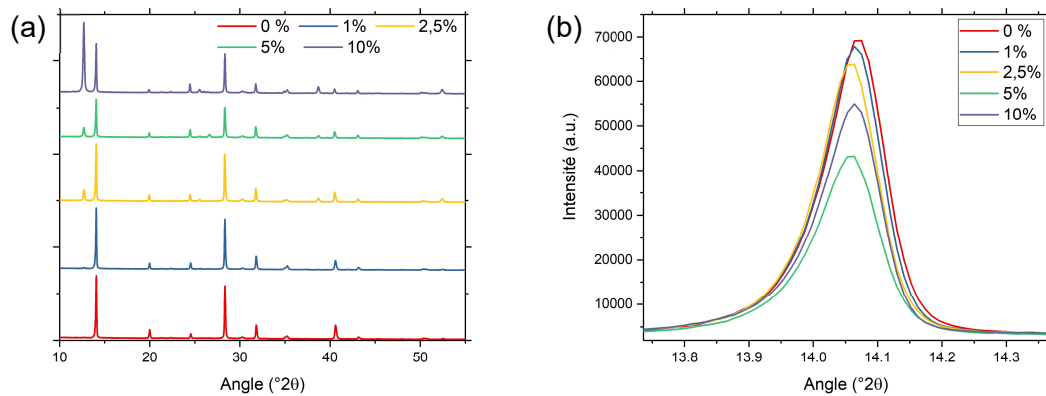 (a)
0 % 1% 2,5%
5% 10%
10 20 30 40 50
Angle (°2θ)
(b)
70000
60000
50000
40000
30000
20000
10000
Intensité (a.u.)
0 %
1%
2,5%
5%
10%
13.8 13.9 14.0 14.1 14.2 14.3
Angle (°2θ)